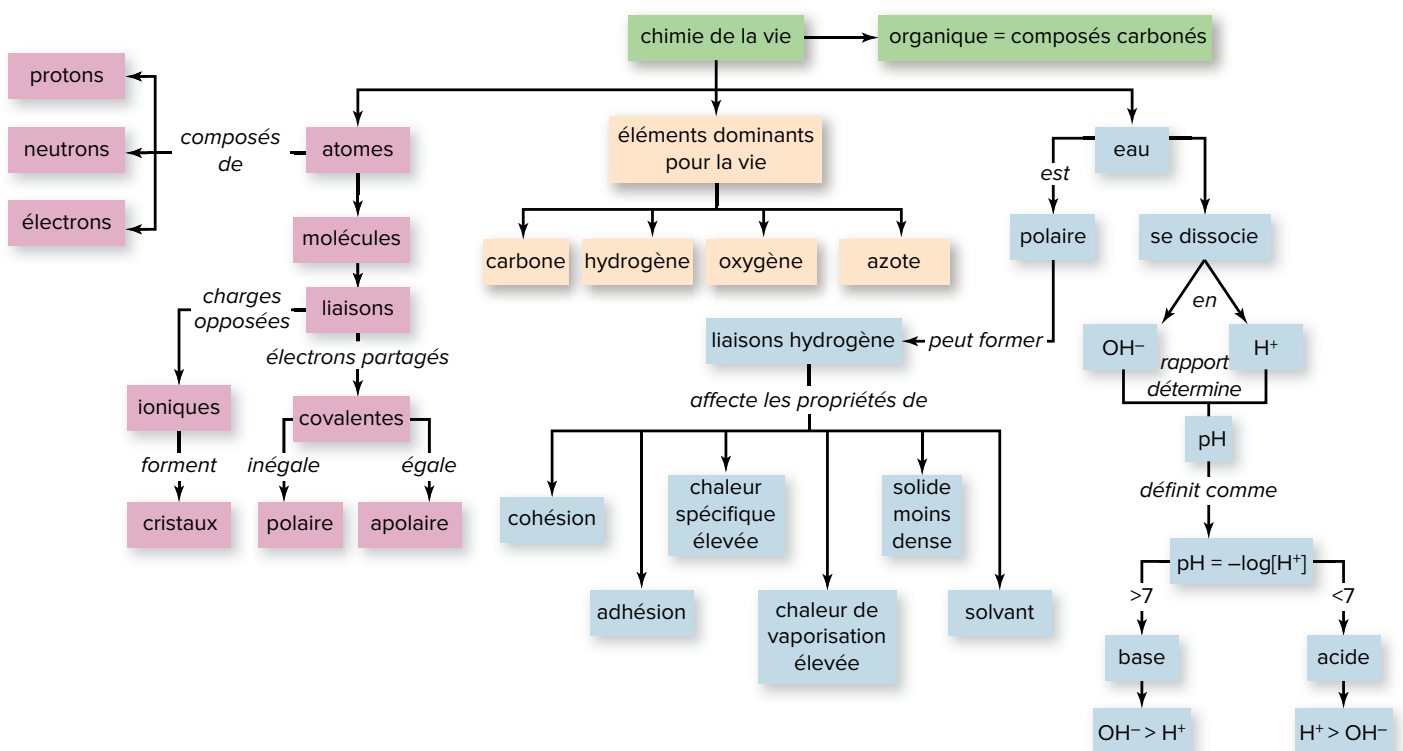 chimie de la vie
organique = composés carbonés
protons
neutrons
électrons
composés
de
atomes
molécules
liaisons
charges
opposées
électrons partagés
ioniques
covalentes
forment
inégale
égale
cristaux
polaire
apolaire
éléments dominants
pour la vie
carbone
hydrogène
oxygène
azote
eau
est
polaire
se dissocie
peut former
liaisons hydrogène
affecte les propriétés de
cohésion
adhésion
chaleur
spécifique
élevée
chaleur de
vaporisation
élevée
solide
moins
dense
solvant
en
OH⁻
H⁺
rapport
détermine
pH
définit comme
pH = –log[H⁺]
>7
<7
base
acide
OH⁻ > H⁺
H⁺ > OH⁻